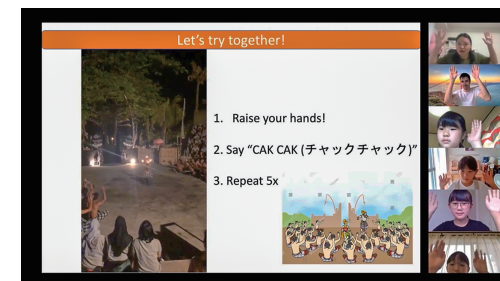 Let's try together!
1. Raise your hands!
2. Say “CAK CAK (チャックチャック)”
3. Repeat 5x